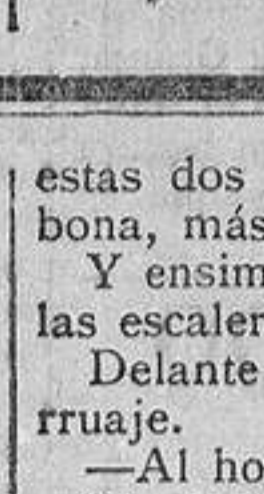 estas dos
bona, más
Y ensim
las escaler
Delante
rruaje.
—Al ho